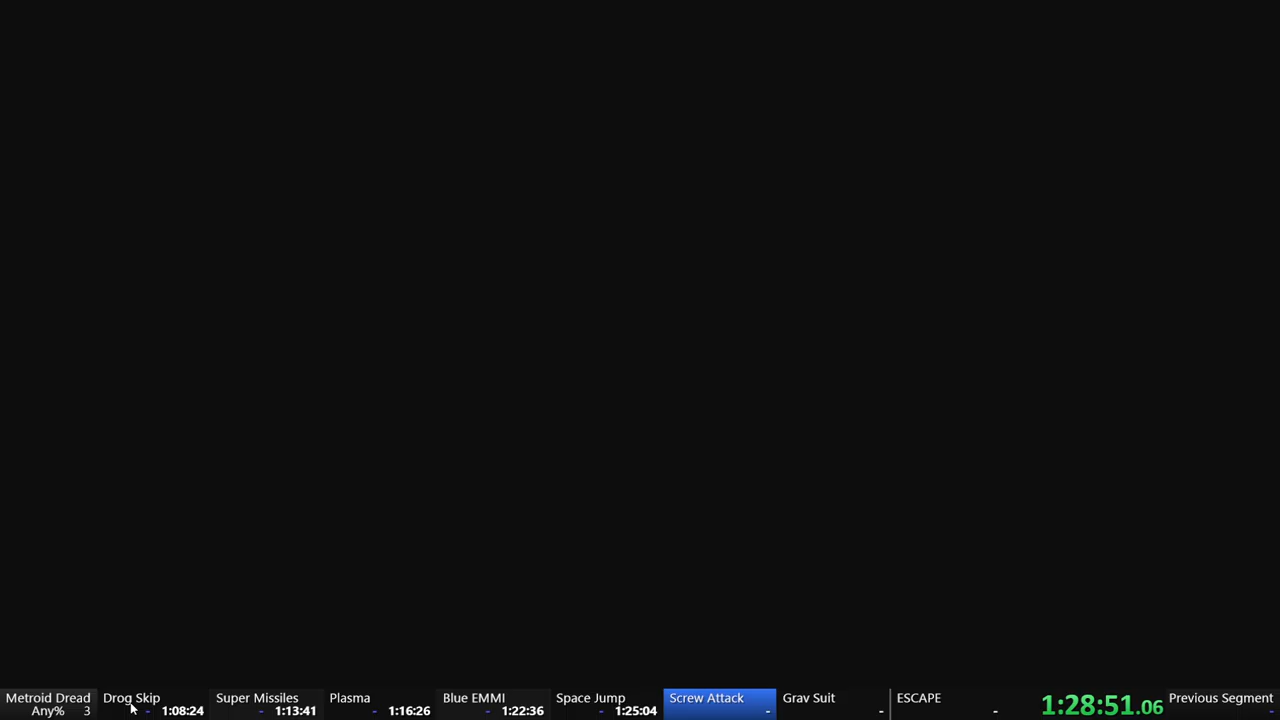 Metroid Dread
Any% 3
Drog Skip
- 1:08:24
Super Missiles
- 1:13:41
Plasma
- 1:16:26
Blue EMMI
- 1:22:36
Space Jump
- 1:25:04
Screw Attack
-
Grav Suit
-
ESCAPE
-
1:28:51.06
Previous Segment
-